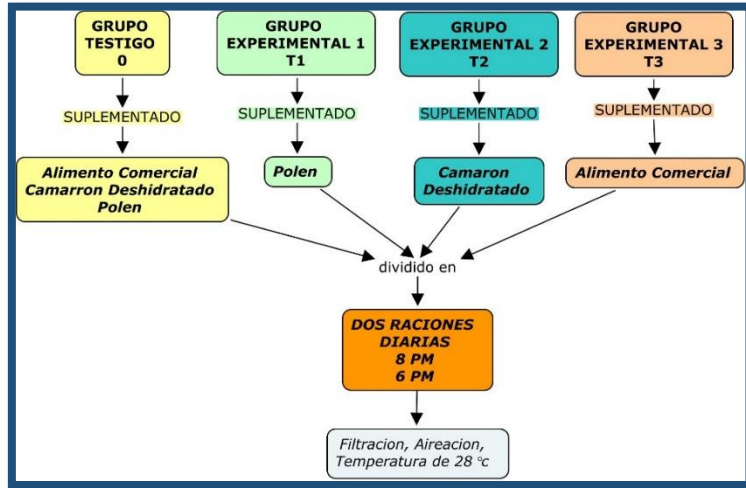 GRUPO
TESTIGO
0
GRUPO
EXPERIMENTAL 1
T1
GRUPO
EXPERIMENTAL 2
T2
GRUPO
EXPERIMENTAL 3
T3
SUPLEMENTADO
SUPLEMENTADO
SUPLEMENTADO
SUPLEMENTADO
Alimento Comercial
Camarron Deshidratado
Polen
Polen
Camaron
Deshidratado
Alimento Comercial
dividido en
DOS RACIONES
DIARIAS
8 PM
6 PM
Filtracion, Aireacion,
Temperatura de 28 °c